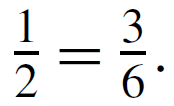 1/2 = 3/6.